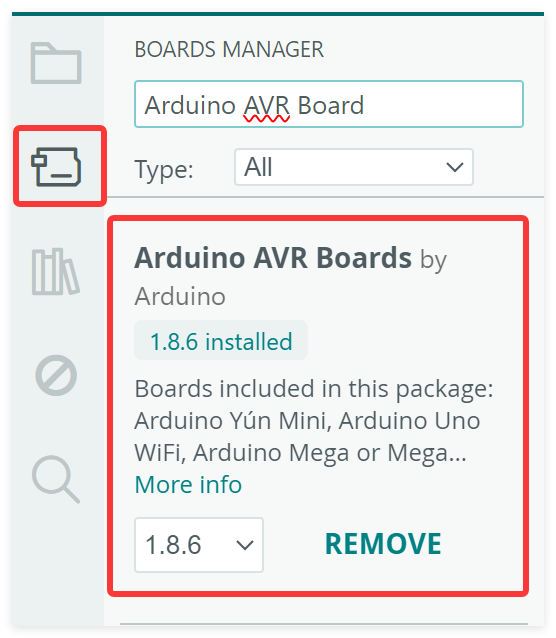 BOARDS MANAGER
Arduino AVR Board
Type: All
Arduino AVR Boards by
Arduino
1.8.6 installed
Boards included in this package:
Arduino Yún Mini, Arduino Uno
WiFi, Arduino Mega or Mega...
More info
1.8.6 REMOVE